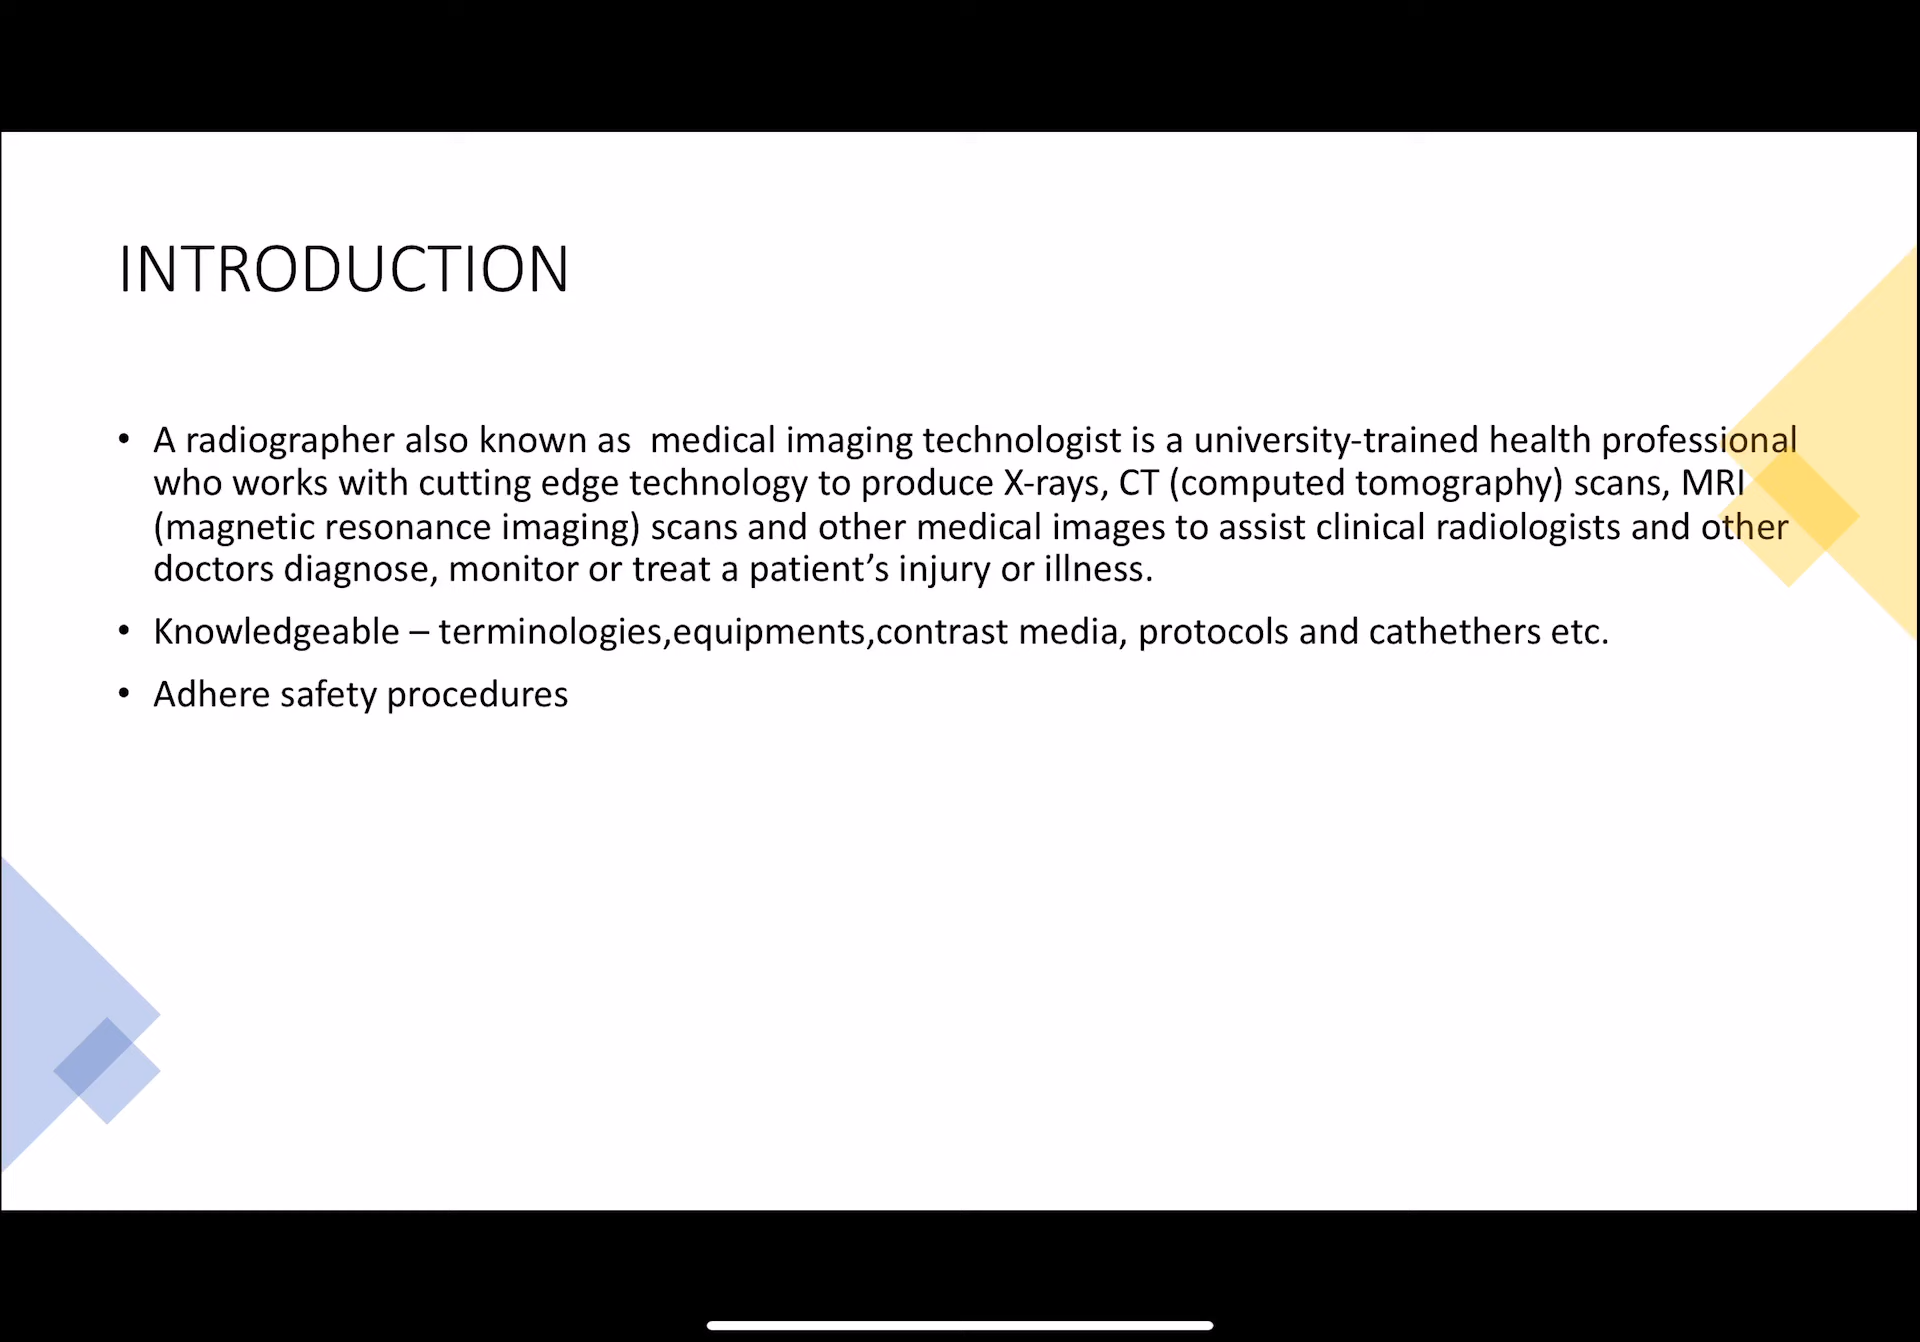 INTRODUCTION
• A radiographer also known as  medical imaging technologist is a university-trained health professional
who works with cutting edge technology to produce X-rays, CT (computed tomography) scans, MRI
(magnetic resonance imaging) scans and other medical images to assist clinical radiologists and other
doctors diagnose, monitor or treat a patient’s injury or illness.
• Knowledgeable – terminologies,equipments,contrast media, protocols and cathethers etc.
• Adhere safety procedures